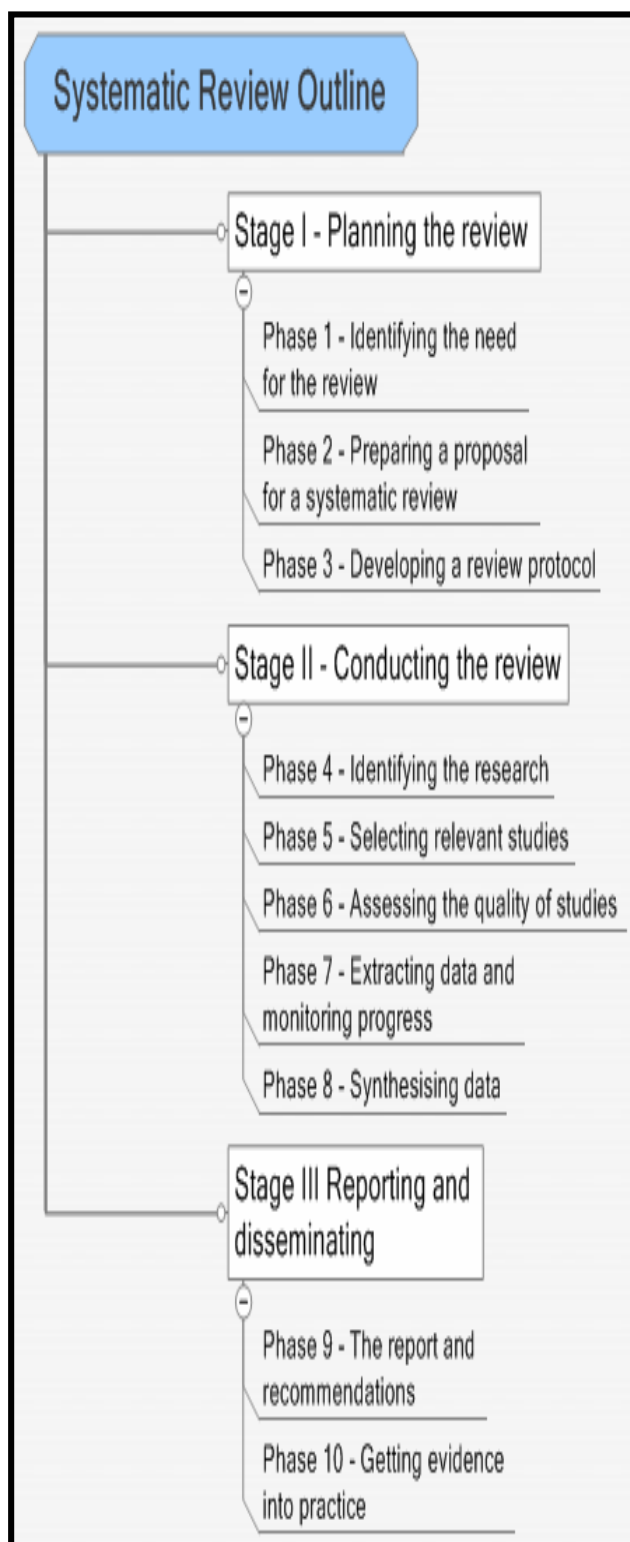 Systematic Review Outline
Stage I - Planning the review
Phase 1 - Identifying the need
for the review
Phase 2 - Preparing a proposal
for a systematic review
Phase 3 - Developing a review protocol
Stage II - Conducting the review
Phase 4 - Identifying the research
Phase 5 - Selecting relevant studies
Phase 6 - Assessing the quality of studies
Phase 7 - Extracting data and
monitoring progress
Phase 8 - Synthesising data
Stage III Reporting and
disseminating
Phase 9 - The report and
recommendations
Phase 10 - Getting evidence
into practice